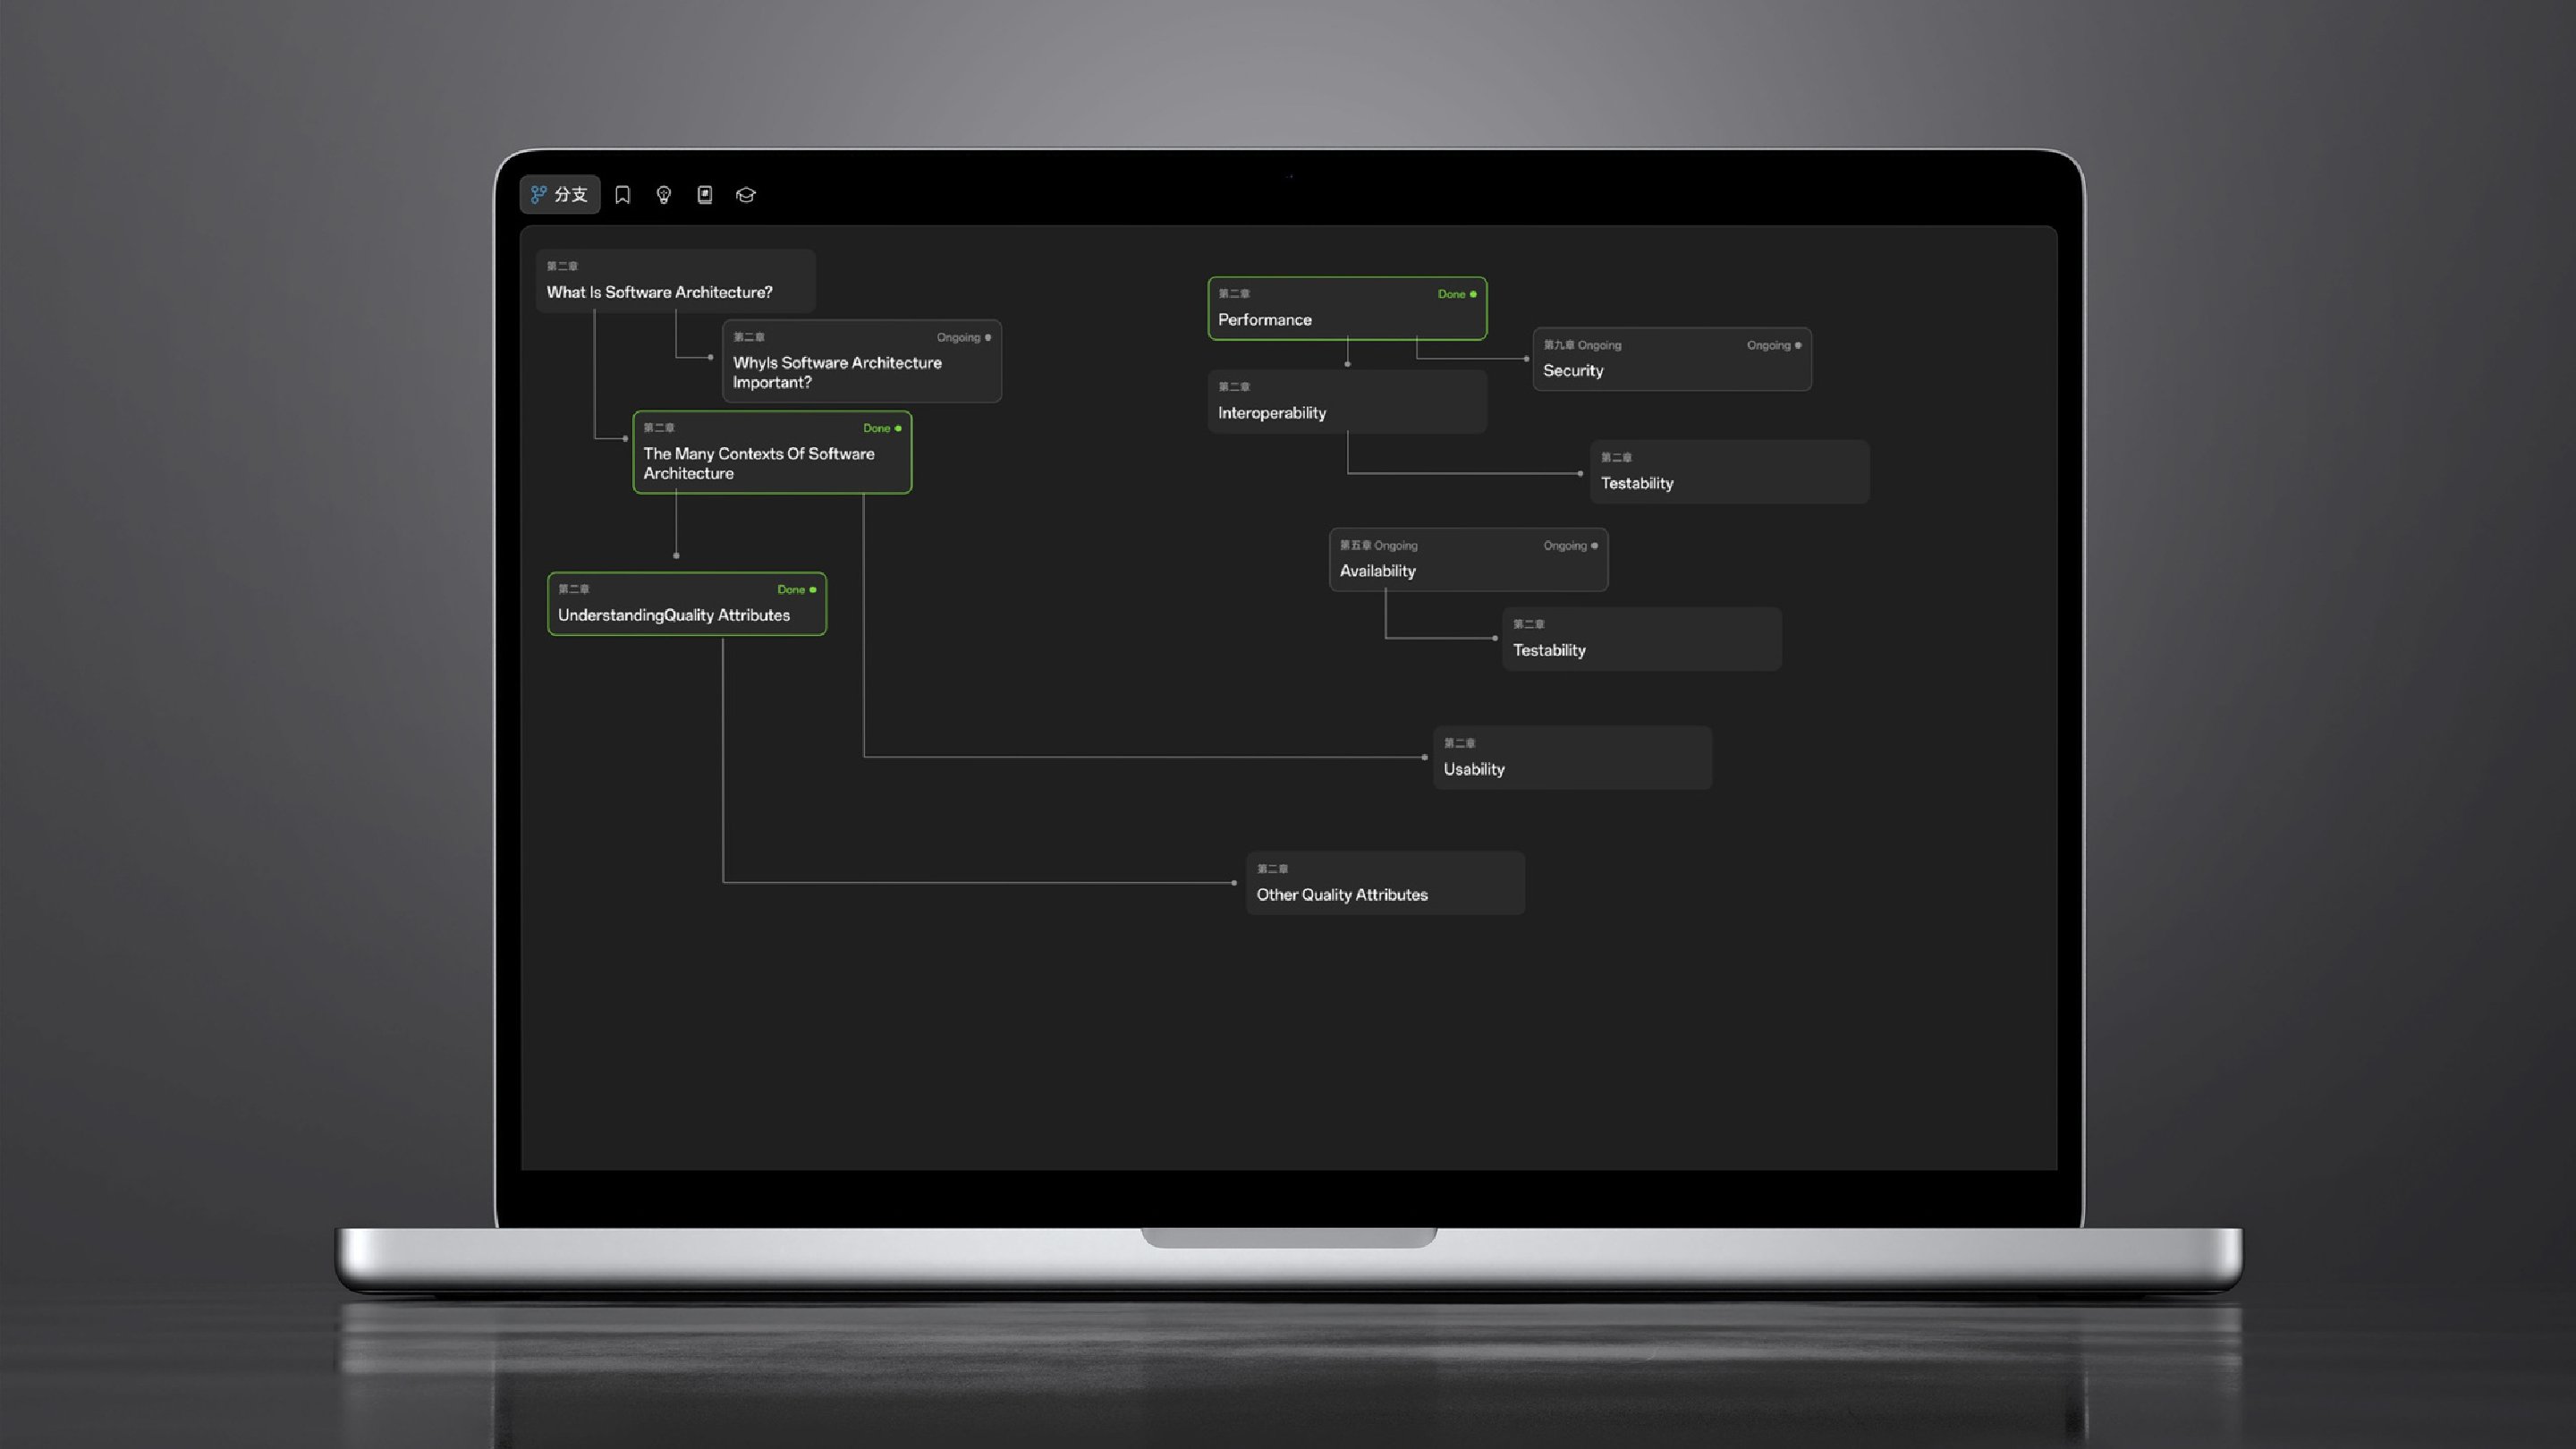 分支
第二章
What Is Software Architecture?
第二章 Ongoing
WhyIs Software Architecture
Important?
第二章 Done
The Many Contexts Of Software
Architecture
第二章 Done
UnderstandingQuality Attributes
第二章 Done
Performance
第九章 Ongoing Ongoing
Security
第二章
Interoperability
第二章
Testability
第五章 Ongoing Ongoing
Availability
第二章
Testability
第二章
Usability
第二章
Other Quality Attributes